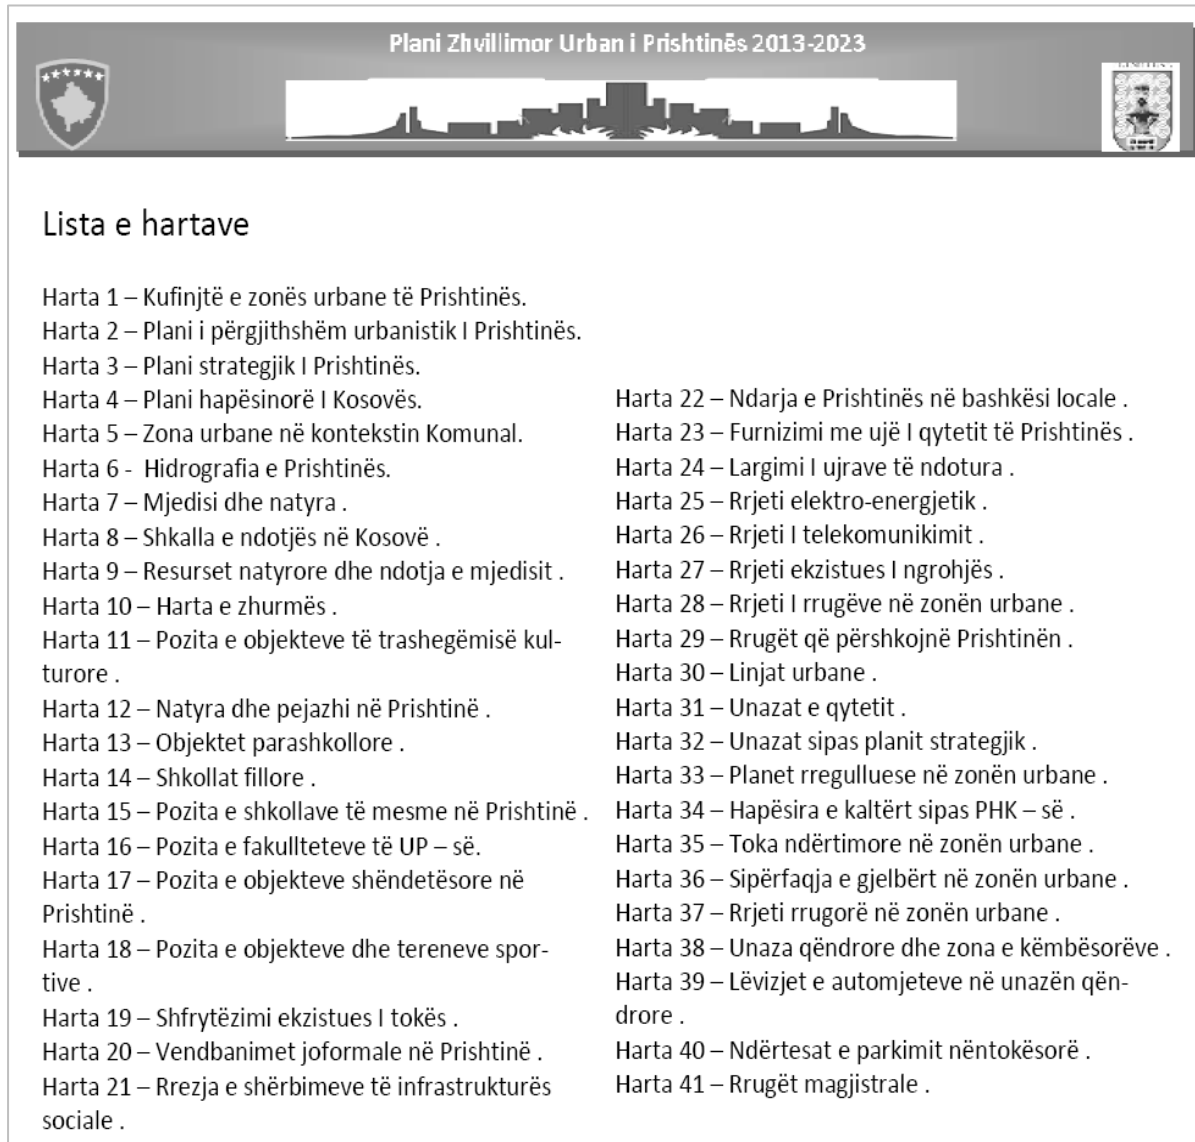 Plani Zhvillimor Urban i Prishtinës 2013-2023
Lista e hartave
Harta 1 – Kufinjtë e zonës urbane të Prishtinës.
Harta 2 – Plani i përgjithshëm urbanistik I Prishtinës.
Harta 3 – Plani strategjik I Prishtinës.
Harta 4 – Plani hapësinorë I Kosovës.
Harta 5 – Zona urbane në kontekstin Komunal.
Harta 6 - Hidrografia e Prishtinës.
Harta 7 – Mjedisi dhe natyra .
Harta 8 – Shkalla e ndotjës në Kosovë .
Harta 9 – Resurset natyrore dhe ndotja e mjedisit .
Harta 10 – Harta e zhurmës .
Harta 11 – Pozita e objekteve të trashegëmisë kul-
turore .
Harta 12 – Natyra dhe pejazhi në Prishtinë .
Harta 13 – Objektet parashkollore .
Harta 14 – Shkollat fillore .
Harta 15 – Pozita e shkollave të mesme në Prishtinë .
Harta 16 – Pozita e fakullteteve të UP – së.
Harta 17 – Pozita e objekteve shëndetësore në
Prishtinë .
Harta 18 – Pozita e objekteve dhe tereneve spor-
tive .
Harta 19 – Shfrytëzimi ekzistues I tokës .
Harta 20 – Vendbanimet joformale në Prishtinë .
Harta 21 – Rrezja e shërbimeve të infrastrukturës
sociale .
Harta 22 – Ndarja e Prishtinës në bashkësi locale .
Harta 23 – Furnizimi me ujë I qytetit të Prishtinës .
Harta 24 – Largimi I ujrave të ndotura .
Harta 25 – Rrjeti elektro-energjetik .
Harta 26 – Rrjeti I telekomunikimit .
Harta 27 – Rrjeti ekzistues I ngrohjës .
Harta 28 – Rrjeti I rrugëve në zonën urbane .
Harta 29 – Rrugët që përshkojnë Prishtinën .
Harta 30 – Linjat urbane .
Harta 31 – Unazat e qytetit .
Harta 32 – Unazat sipas planit strategjik .
Harta 33 – Planet rregulluese në zonën urbane .
Harta 34 – Hapësira e kaltërt sipas PHK – së .
Harta 35 – Toka ndërtimore në zonën urbane .
Harta 36 – Sipërfaqja e gjelbërt në zonën urbane .
Harta 37 – Rrjeti rrugorë në zonën urbane .
Harta 38 – Unaza qëndrore dhe zona e këmbësorëve .
Harta 39 – Lëvizjet e automjeteve në unazën qën-
drore .
Harta 40 – Ndërtesat e parkimit nëntokësorë .
Harta 41 – Rrugët magjistrale .